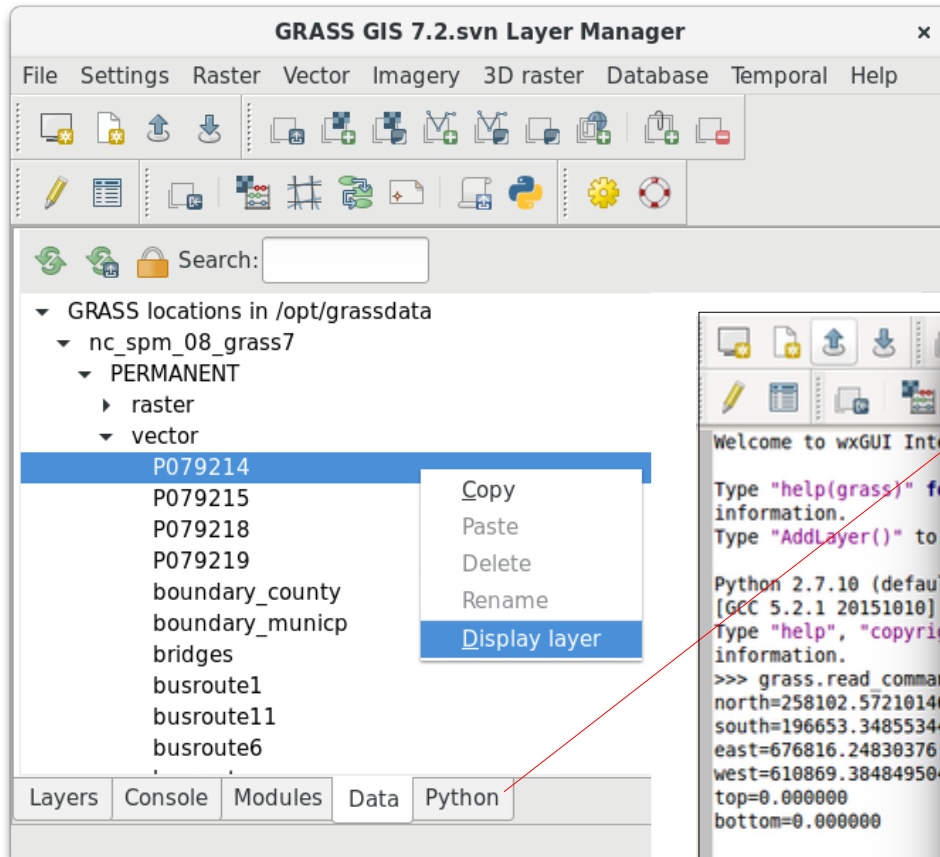 GRASS GIS 7.2.svn Layer Manager
File Settings Raster Vector Imagery 3D raster Database Temporal Help
Search:
GRASS locations in /opt/grassdata
nc_spm_08_grass7
PERMANENT
raster
vector
P079214
P079215
P079218
P079219
boundary_county
boundary_municp
bridges
busroute1
busroute11
busroute6
Copy
Paste
Delete
Rename
Display layer
Layers Console Modules Data Python
Welcome to wxGUI Inte
Type "help(grass)" f
information.
Type "AddLayer()" to
Python 2.7.10 (defau
[GCC 5.2.1 20151010]
Type "help", "copyri
information.
>>> grass.read_comma
north=258102.5721014
south=196653.3485534
east=676816.24830376
west=610869.38484950
top=0.000000
bottom=0.000000